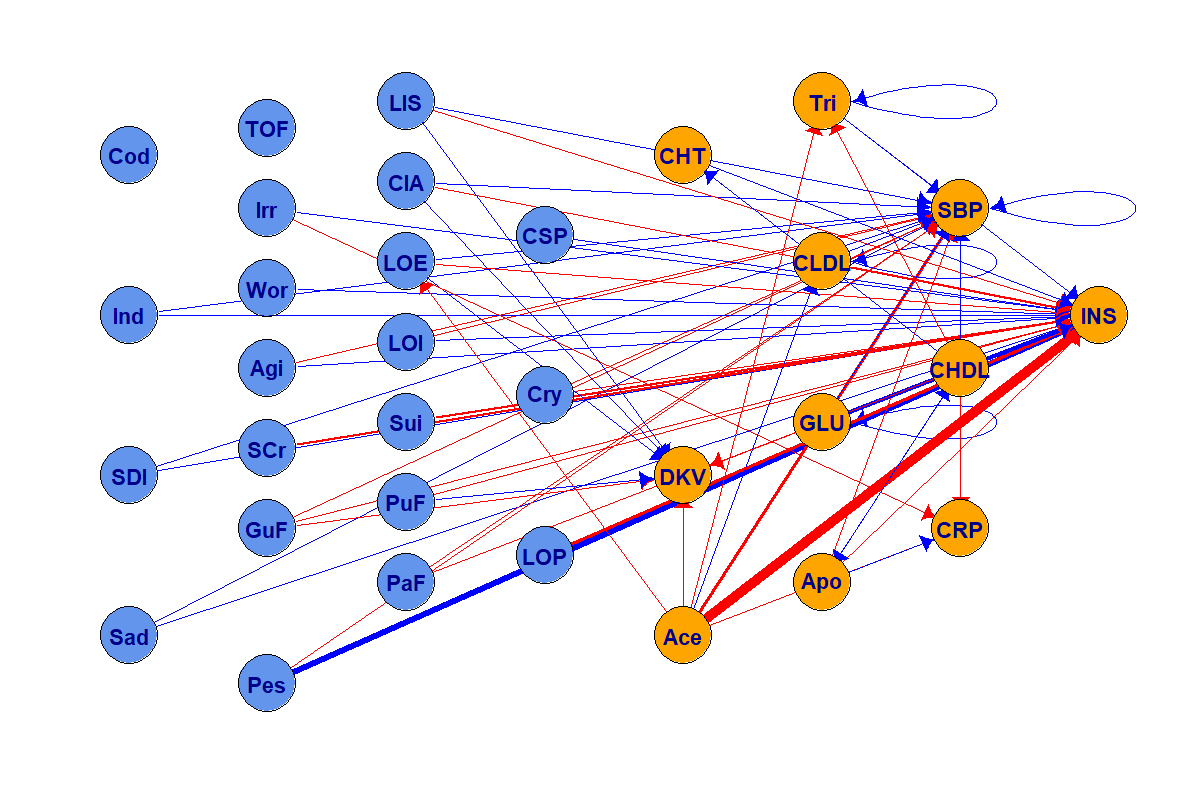 LIS
Tri
TOF
Cod
CHT
CIA
Irr
SBP
CSP
LOE
CLDL
Wor
Ind
INS
LOI
Agi
CHDL
Cry
Sui
GLU
SCr
SDI
DKV
PuF
GuF
CRP
LOP
PaF
Apo
Sad
Ace
Pes